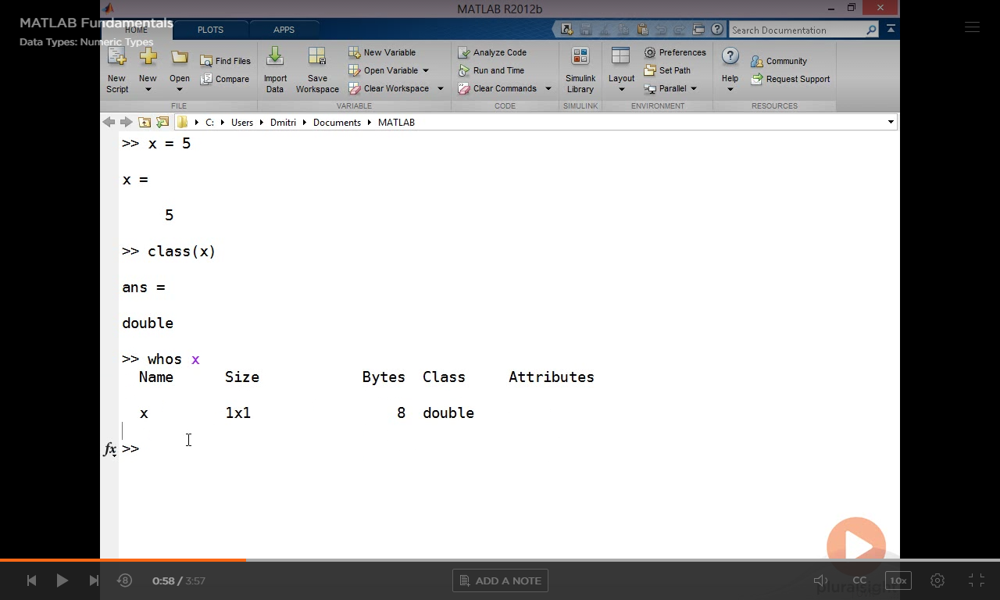 MATLAB R2012b
MATLAB Fundamentals
Data Types: Numeric Types
HOME PLOTS APPS
Search Documentation
New Script
New
Open
Find Files
Compare
FILE
Import Data
Save Workspace
New Variable
Open Variable
Clear Workspace
VARIABLE
Analyze Code
Run and Time
Clear Commands
CODE
Simulink Library
SIMULINK
Layout
Preferences
Set Path
Parallel
ENVIRONMENT
Help
Community
Request Support
RESOURCES
C: Users Dmitri Documents MATLAB
>> x = 5
x =
5
>> class(x)
ans =
double
>> whos x
Name Size Bytes Class Attributes
x 1x1 8 double
fx >>
pluralsight
8 0:58 / 3:57 ADD A NOTE CC 1.0x